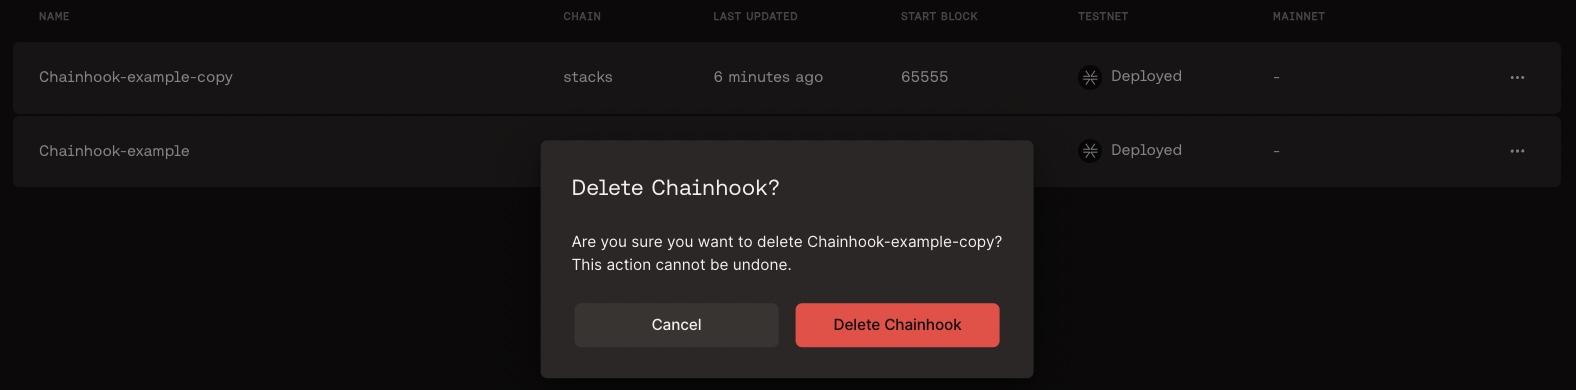 NAME CHAIN LAST UPDATED START BLOCK TESTNET MAINNET
Chainhook-example-copy stacks 6 minutes ago 65555 Deployed -
Chainhook-example Deployed -
Delete Chainhook?
Are you sure you want to delete Chainhook-example-copy?
This action cannot be undone.
Cancel Delete Chainhook